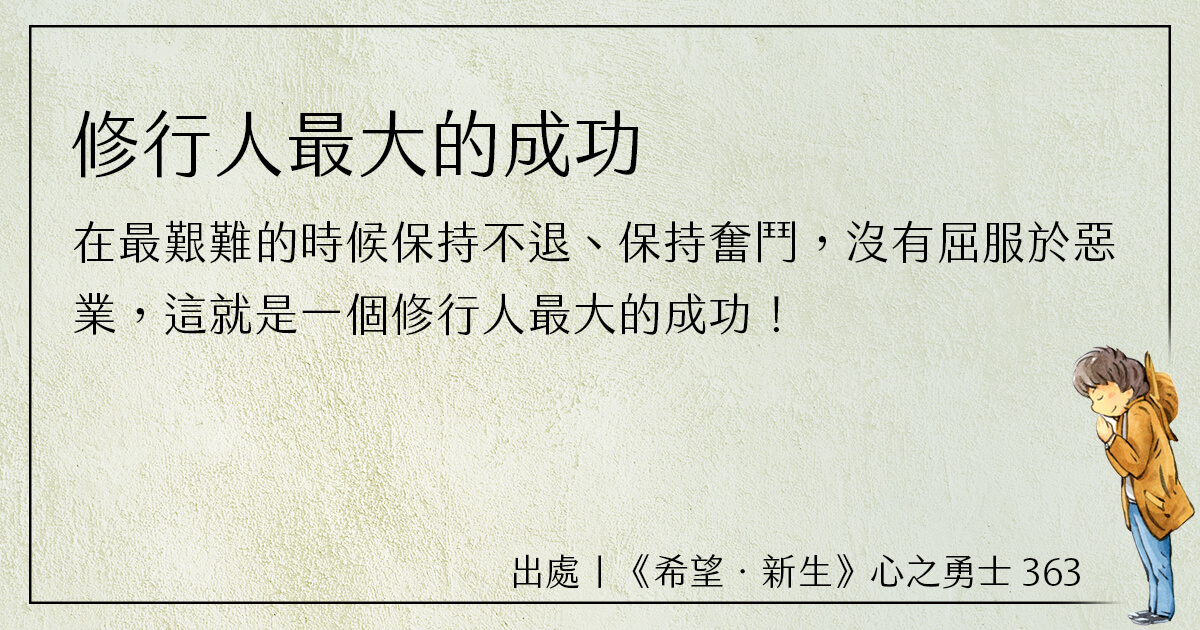 修行人最大的成功
在最艱難的時候保持不退、保持奮鬥，沒有屈服於惡
業，這就是一個修行人最大的成功！
出處｜《希望．新生》心之勇士 363